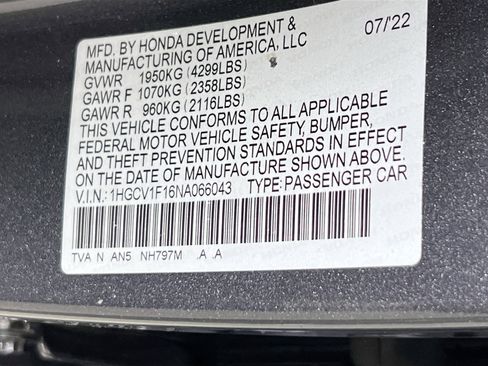 MFD. BY HONDA DEVELOPMENT & 07/'22
MANUFACTURING OF AMERICA, LLC
GVWR 1950KG (4299LBS)
GAWR F 1070KG (2358LBS)
GAWR R 960KG (2116LBS)
THIS VEHICLE CONFORMS TO ALL APPLICABLE
FEDERAL MOTOR VEHICLE SAFETY, BUMPER,
AND THEFT PREVENTION STANDARDS IN EFFECT
ON THE DATE OF MANUFACTURE SHOWN ABOVE.
V.I.N.: 1HGCV1F16NA066043 TYPE: PASSENGER CAR
TVA N AN5 NH797M .A .A